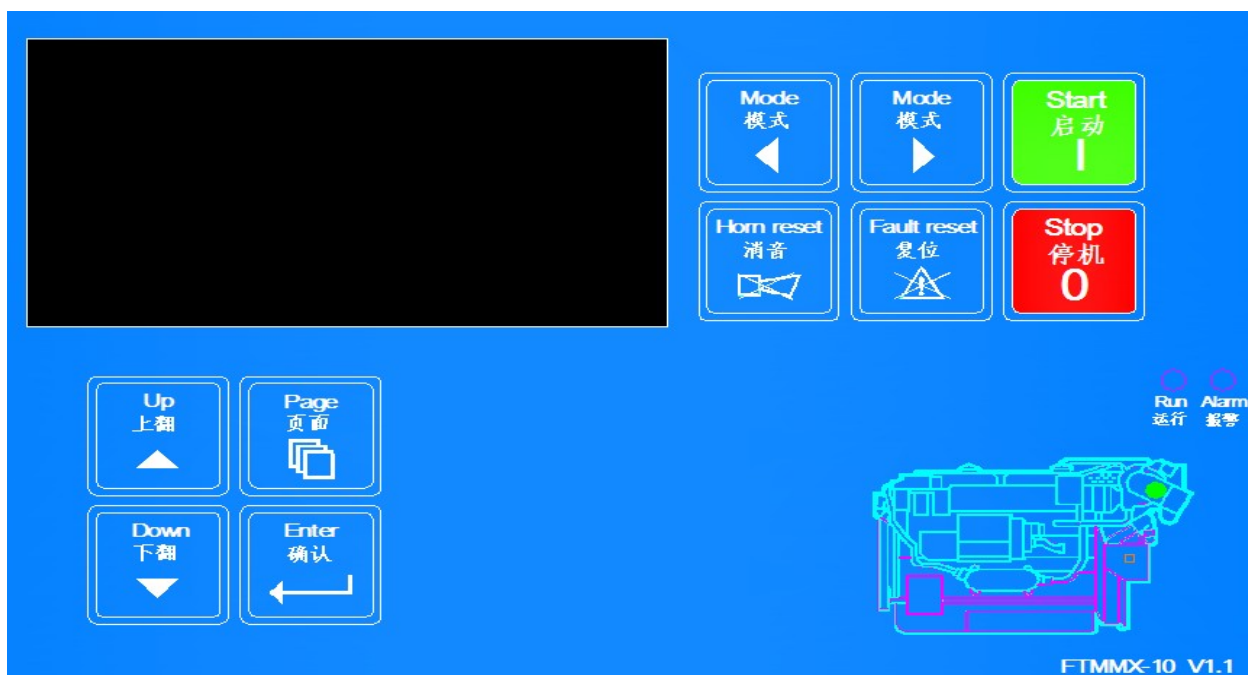 Mode
模式
Mode
模式
Start
启动
I
Horn reset
消音
Fault reset
复位
Stop
停机
0
Up
上翻
Page
页面
Down
下翻
Enter
确认
Run
运行
Alarm
报警
FTMMX-10 V1.1